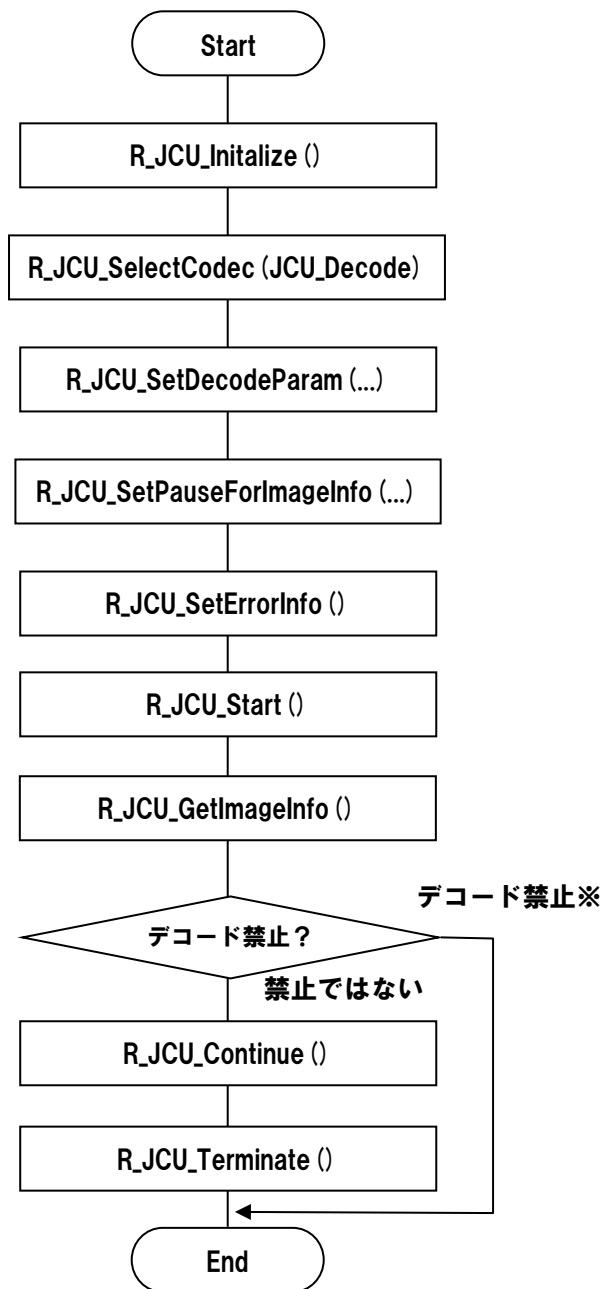 Start
R_JCU_Initalize ()
R_JCU_SelectCodec (JCU_Decode)
R_JCU_SetDecodeParam (...)
R_JCU_SetPauseForImageInfo (...)
R_JCU_SetErrorInfo ()
R_JCU_Start ()
R_JCU_GetImageInfo ()
デコード禁止※
デコード禁止？
禁止ではない
R_JCU_Continue ()
R_JCU_Terminate ()
End